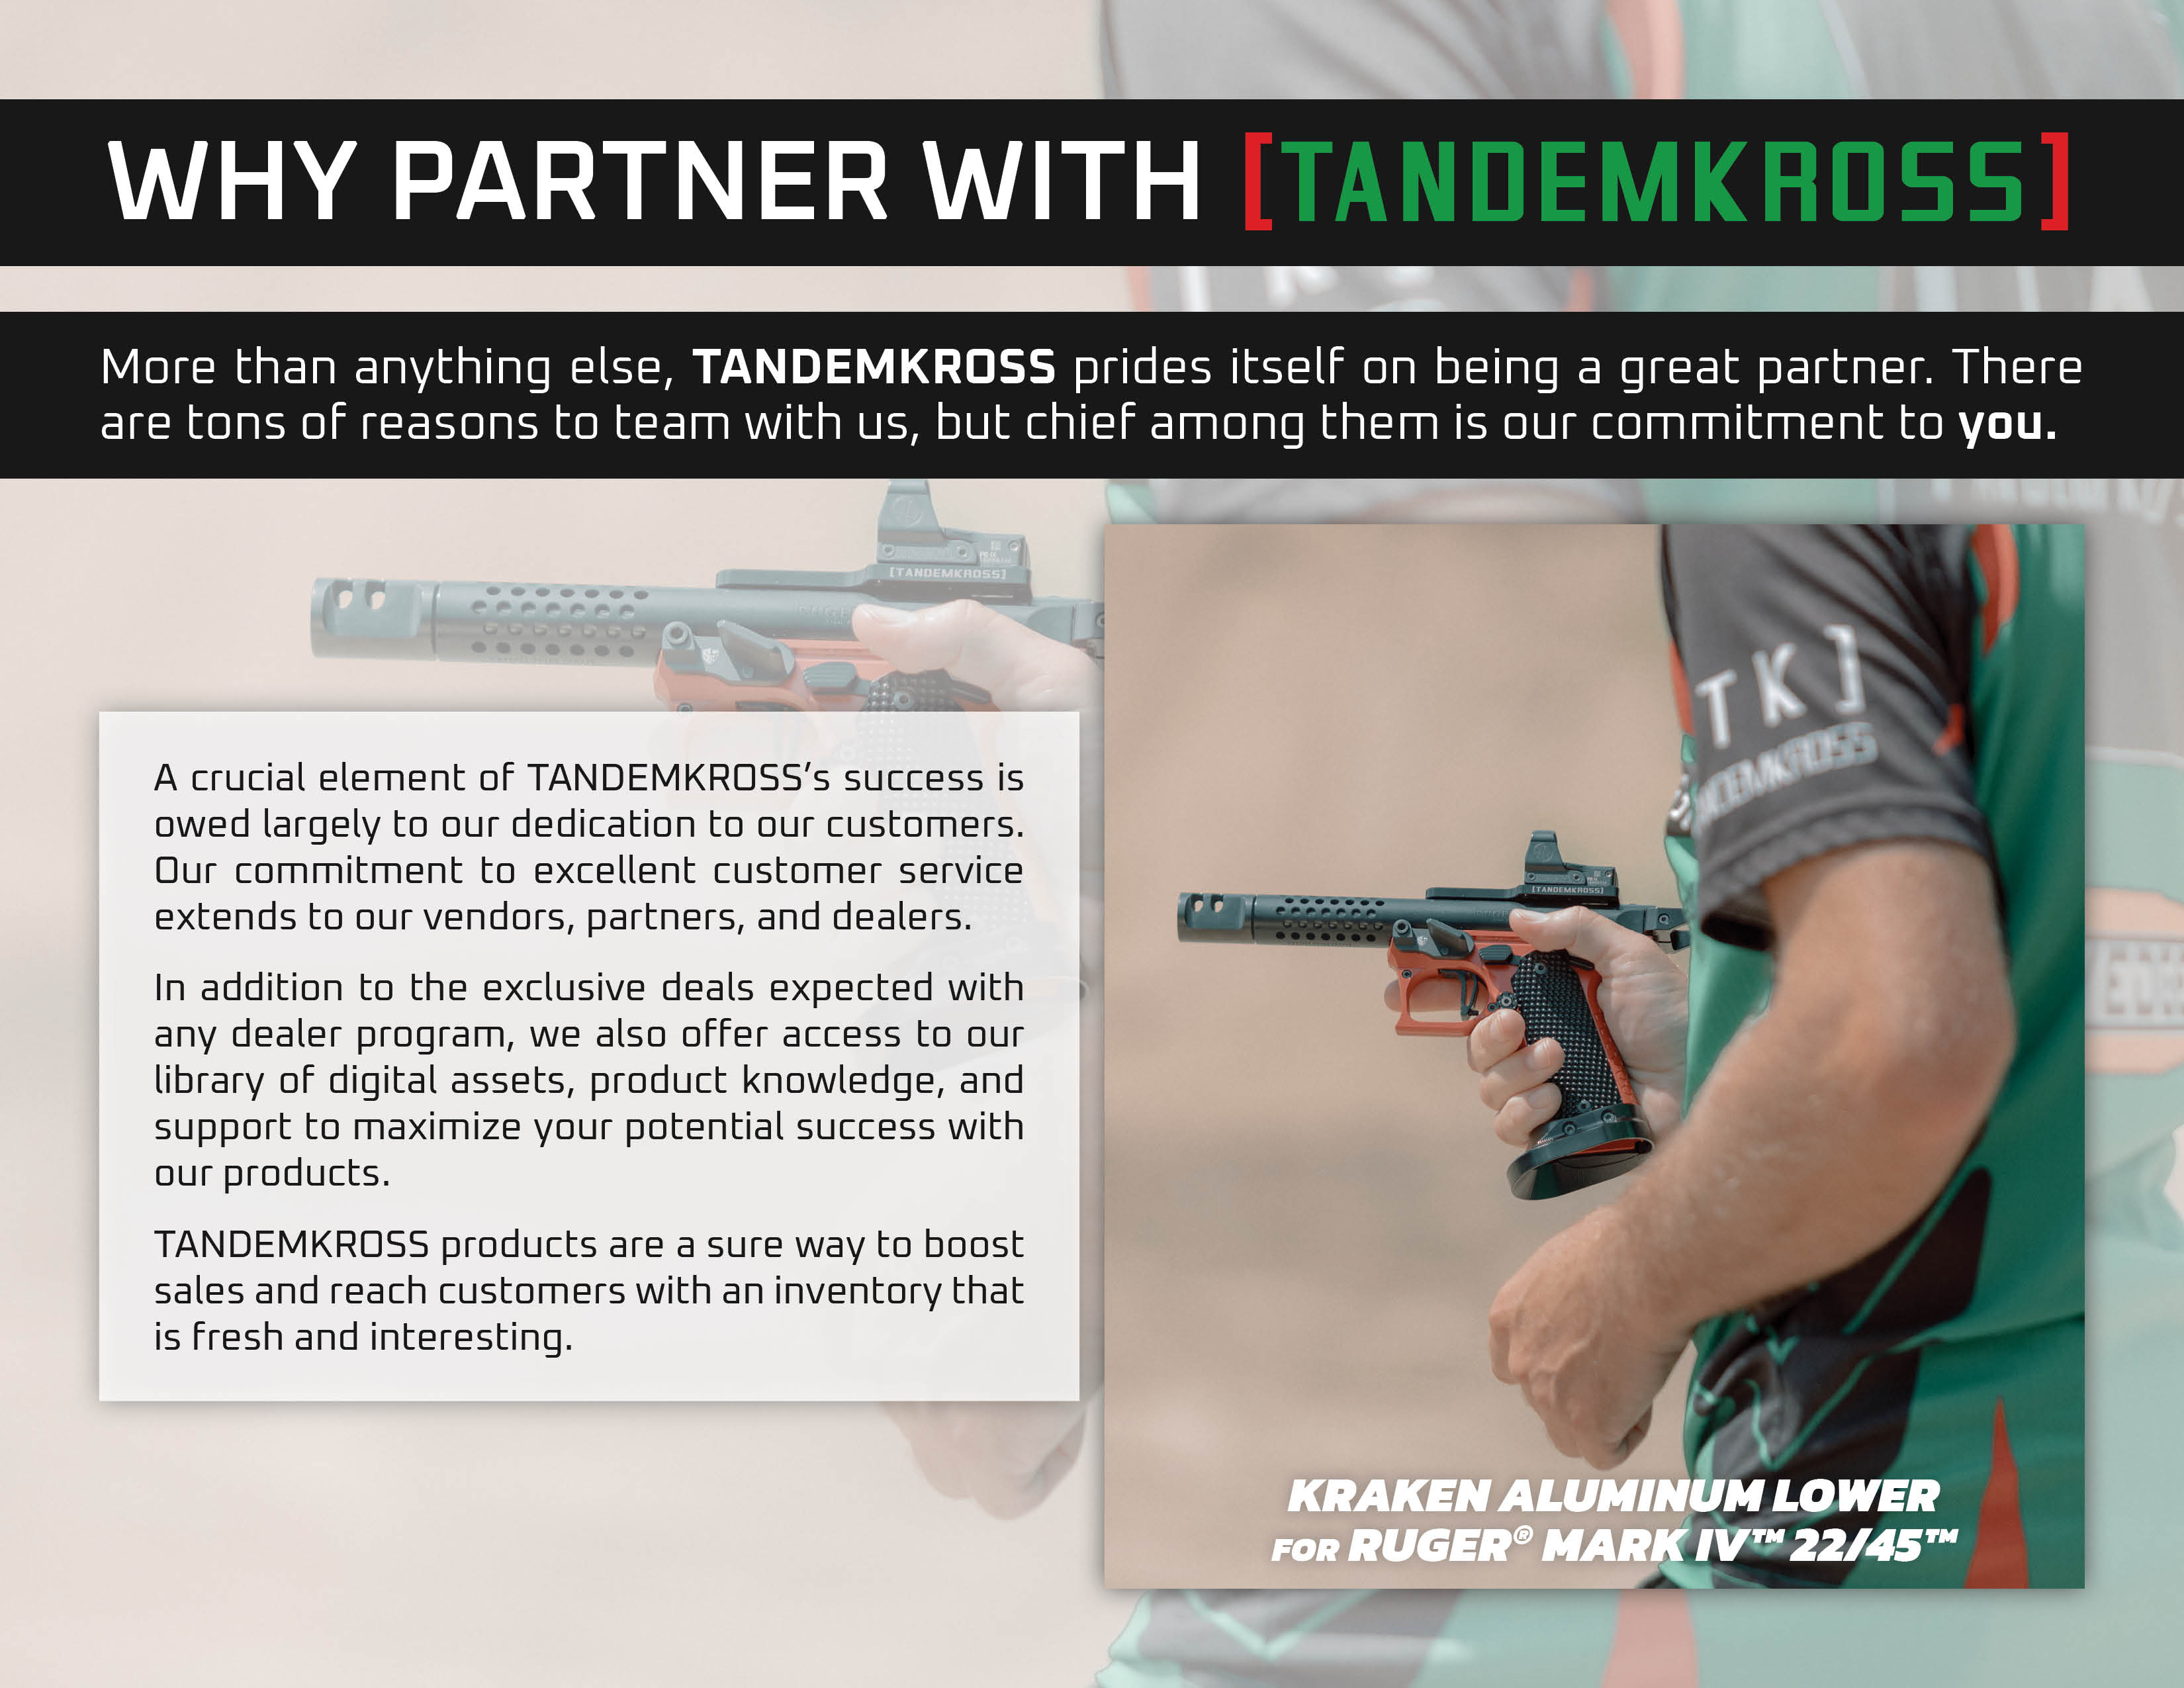 WHY PARTNER WITH [TANDEMKROSS]
More than anything else, TANDEMKROSS prides itself on being a great partner. There
are tons of reasons to team with us, but chief among them is our commitment to you.
[TANDEMKROSS]
A crucial element of TANDEMKROSS's success is
owed largely to our dedication to our customers.
Our commitment to excellent customer service
extends to our vendors, partners, and dealers.
In addition to the exclusive deals expected with
any dealer program, we also offer access to our
library of digital assets, product knowledge, and
support to maximize your potential success with
our products.
TANDEMKROSS products are a sure way to boost
sales and reach customers with an inventory that
is fresh and interesting.
TK]
[TANDEMKROSS]
KRAKEN ALUMINUM LOWER
FOR RUGER® MARK IV™ 22/45™